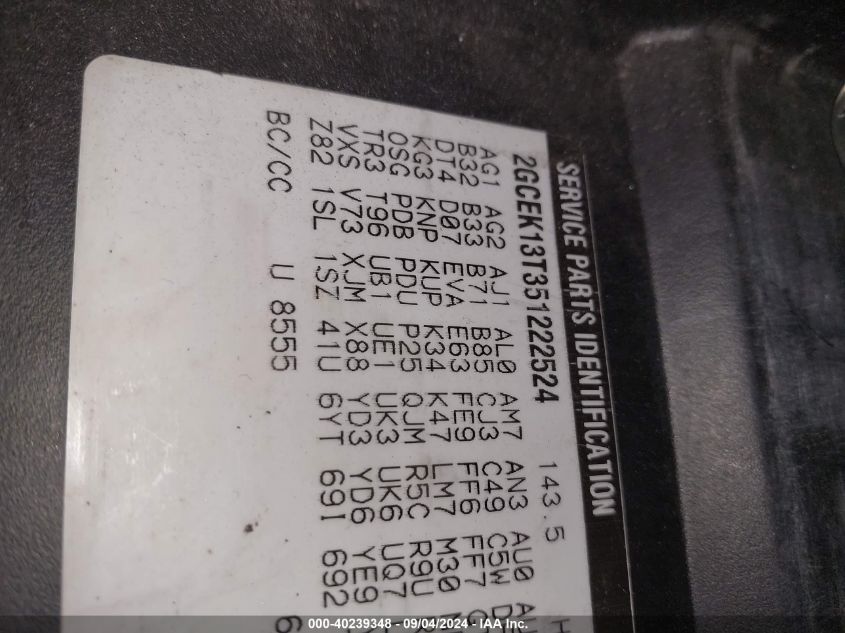 SERVICE PARTS IDENTIFICATION
2GCEK13T351222524 143.5 H
AG1 AG2 AJ1 AL0 AM7 AN3 AU0
B32 B33 B71 B85 CJ3 C49 C5W
DT4 D07 EVA E63 FE9 FF6 FF7
KG3 KNP KUP K34 K47 LM7 M30
OSG PDB PDU P25 QJM R5C R9U
TR3 T96 UB1 UE1 UK3 UK6 UQ7
VXS V73 XJM X88 YD3 YD6 YE9
Z82 1SL 1SZ 41U 6YT 691 692 6
BC/CC U 8555
000-40239348 - 09/04/2024 - IAA Inc.